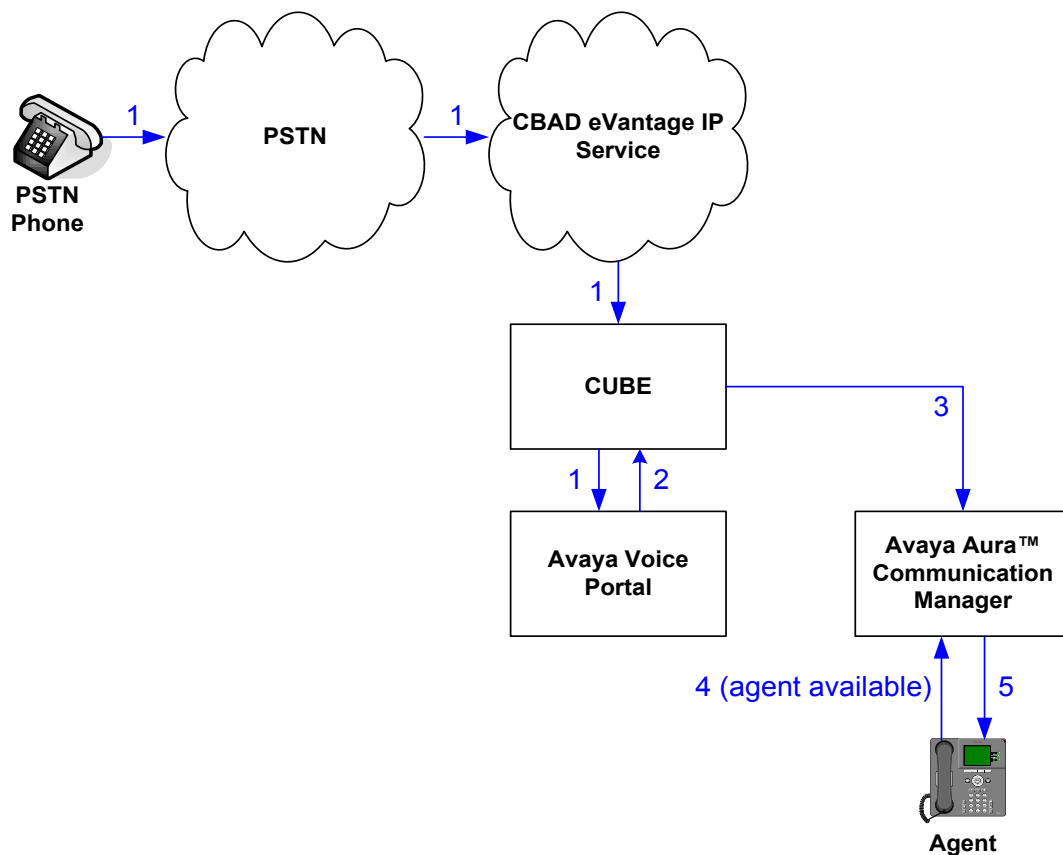 1
PSTN
1
CBAD eVantage IP
Service
PSTN
Phone
1
CUBE
3
1
2
Avaya Voice
Portal
Avaya Aura™
Communication
Manager
4 (agent available)
5
Agent